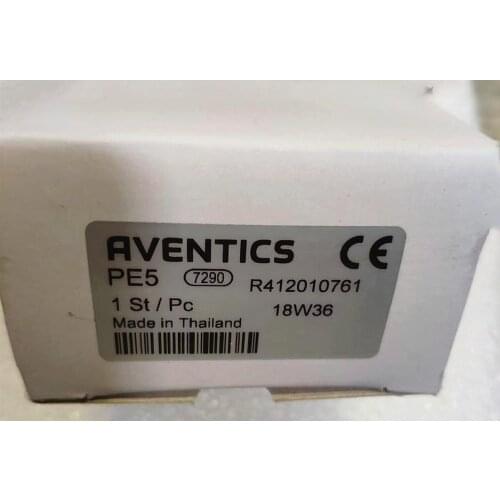 AVENTICS CE
PE5 7290 R412010761
1 St / Pc 18W36
Made in Thailand